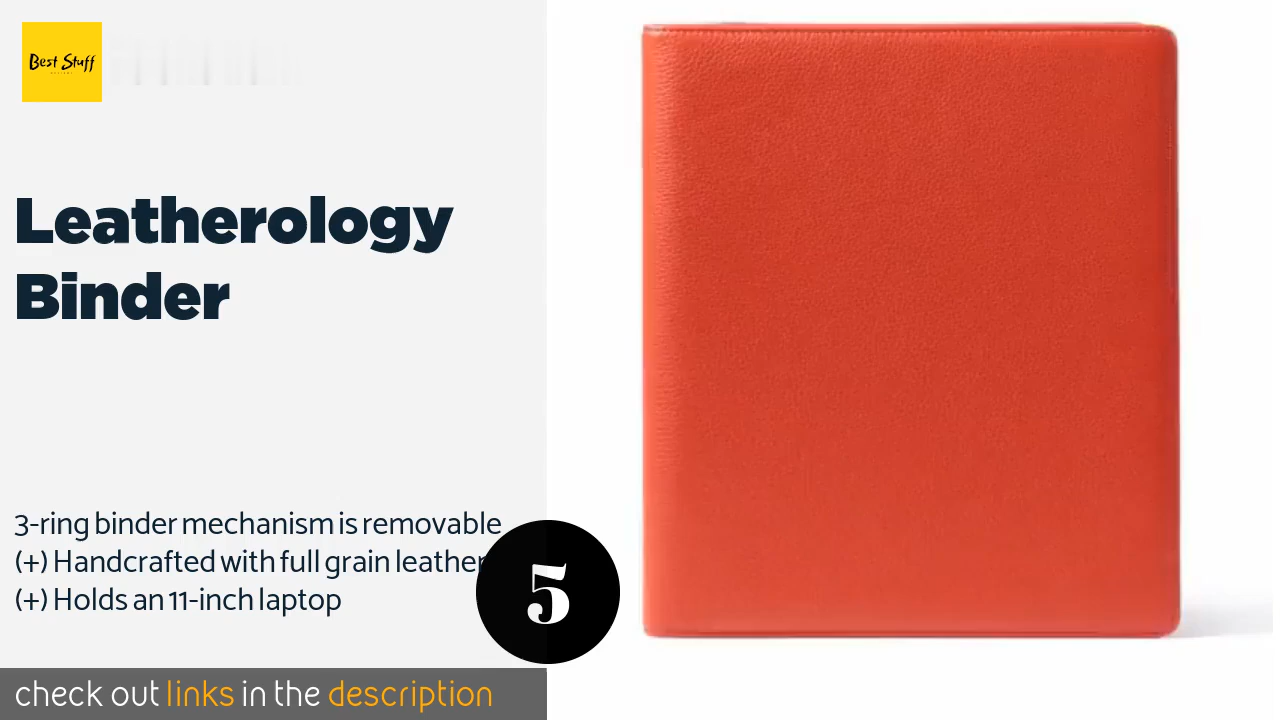 Best Stuff
Leatherology
Binder
3-ring binder mechanism is removable
(+) Handcrafted with full grain leather
(+) Holds an 11-inch laptop
5
check out links in the description